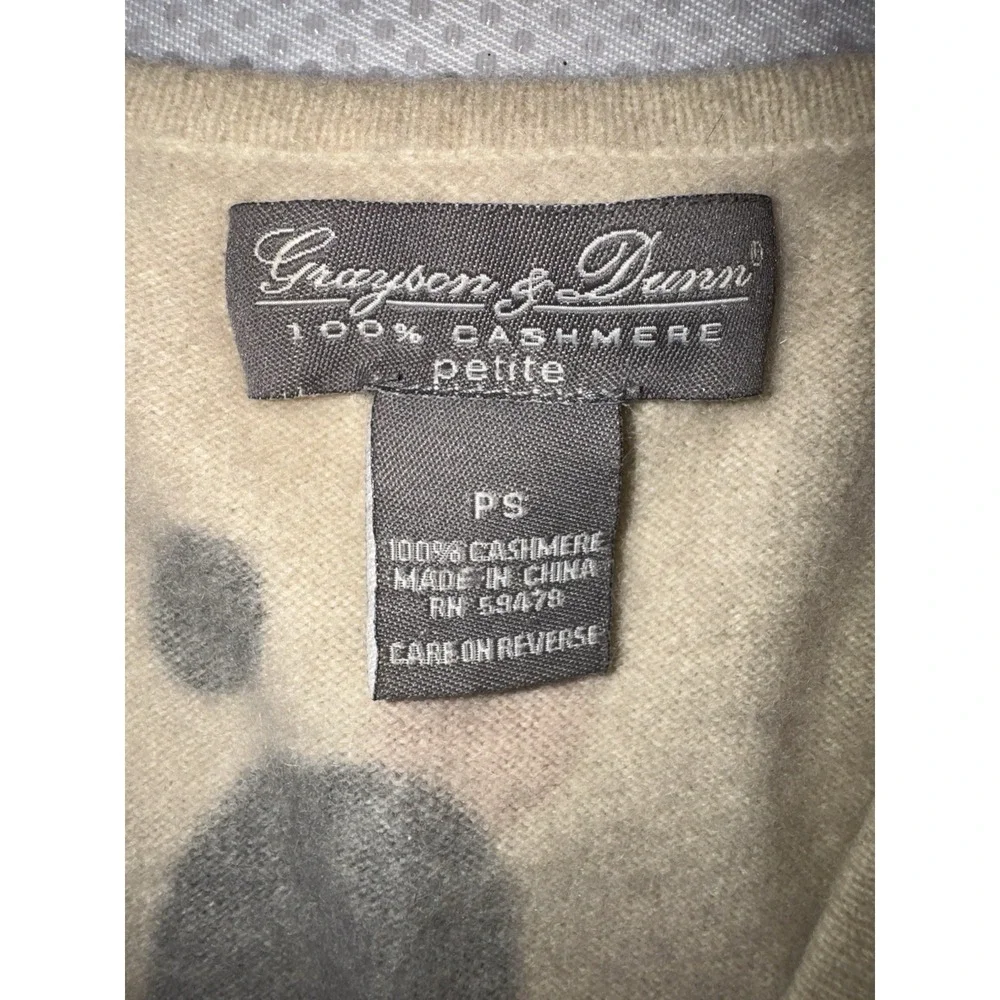 Grayson & Dunn®
100% CASHMERE
petite
PS
100% CASHMERE
MADE IN CHINA
RN 59479
CARE ON REVERSE